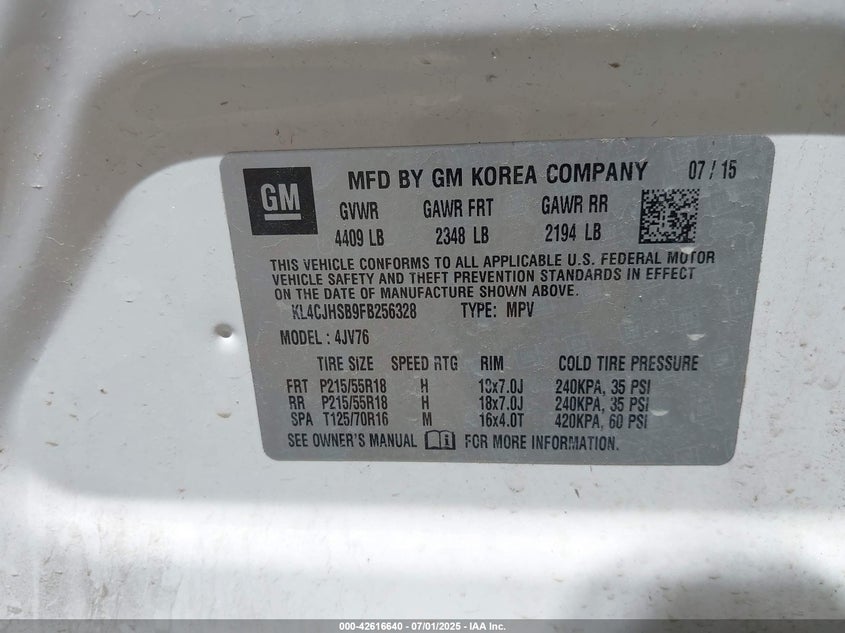 GM
MFD BY GM KOREA COMPANY 07 / 15
GVWR GAWR FRT GAWR RR
4409 LB 2348 LB 2194 LB
THIS VEHICLE CONFORMS TO ALL APPLICABLE U.S. FEDERAL MOTOR
VEHICLE SAFETY AND THEFT PREVENTION STANDARDS IN EFFECT
ON THE DATE OF MANUFACTURE SHOWN ABOVE.
KL4CJHSB9FB256328 TYPE: MPV
MODEL : 4JV76
TIRE SIZE SPEED RTG RIM COLD TIRE PRESSURE
FRT P215/55R18 H 18x7.0J 240KPA, 35 PSI
RR P215/55R18 H 18x7.0J 240KPA, 35 PSI
SPA T125/70R16 M 16x4.0T 420KPA, 60 PSI
SEE OWNER'S MANUAL FOR MORE INFORMATION.
000-42616640 - 07/01/2025 - IAA Inc.